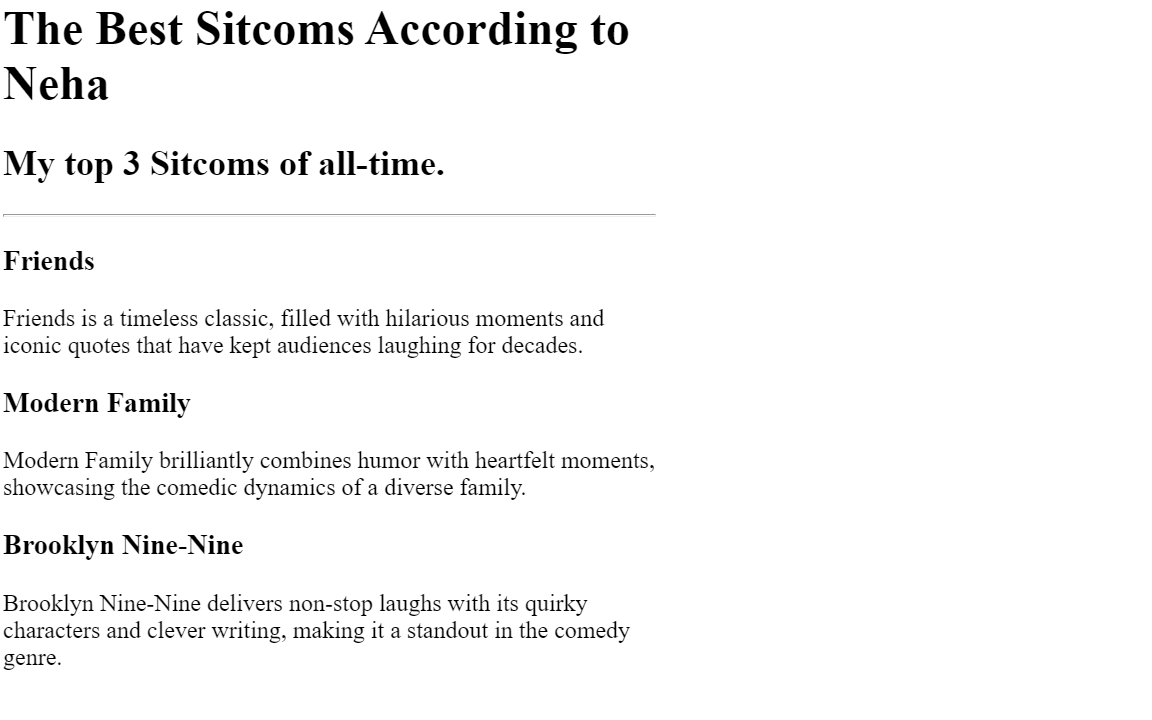 The Best Sitcoms According to
Neha
My top 3 Sitcoms of all-time.
Friends
Friends is a timeless classic, filled with hilarious moments and
iconic quotes that have kept audiences laughing for decades.
Modern Family
Modern Family brilliantly combines humor with heartfelt moments,
showcasing the comedic dynamics of a diverse family.
Brooklyn Nine-Nine
Brooklyn Nine-Nine delivers non-stop laughs with its quirky
characters and clever writing, making it a standout in the comedy
genre.